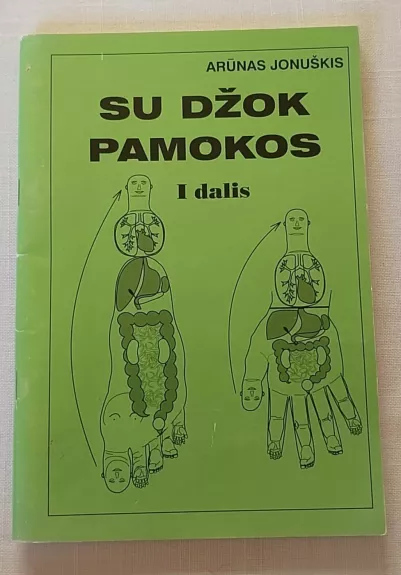 ARŪNAS JONUŠKIS
SU DŽOK
PAMOKOS
I dalis